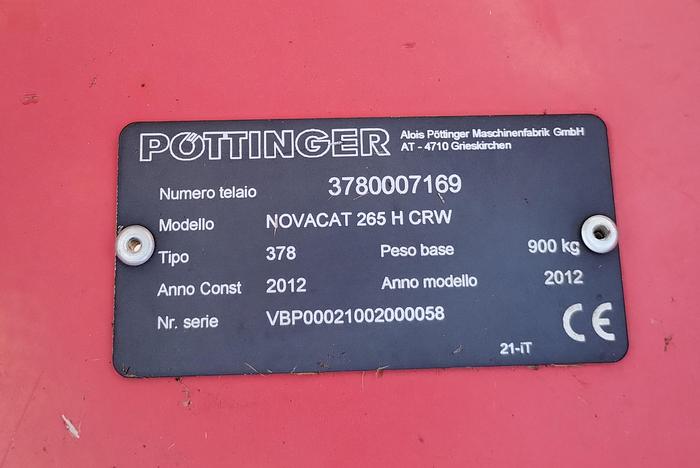 PÖTTINGER Alois Pöttinger Maschinenfabrik GmbH
AT - 4710 Grieskirchen
Numero telaio 3780007169
Modello NOVACAT 265 H CRW
Tipo 378 Peso base 900 kg
Anno Const 2012 Anno modello 2012
Nr. serie VBP00021002000058
CE
21-iT